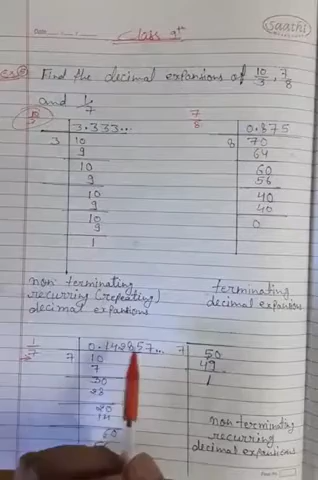 Saathi
Date
Class 9th
Find the decimal expansions of 10/3, 7/8
and 1/7
10/3
3.333...
3
10
9
10
9
10
9
10
9
1
non terminating
recurring (repeating)
decimal expansions
7/8
0.875
8
70
64
60
56
40
40
0
terminating
decimal expansions
1/7
0.142857...
7
10
7
30
28
20
14
60
7
50
49
1
non-terminating
recurring
decimal expansions